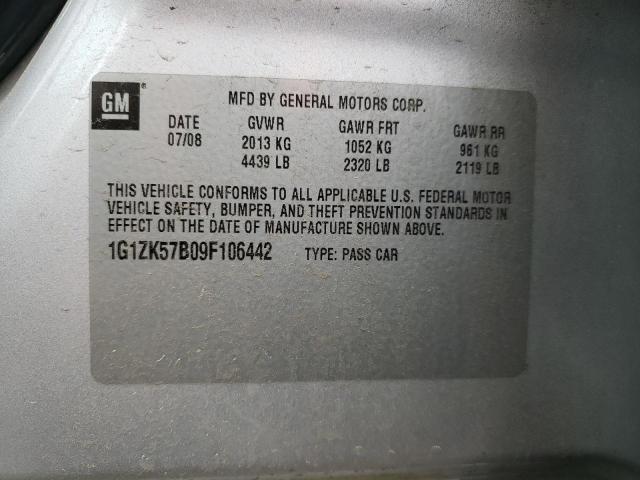 GM®
MFD BY GENERAL MOTORS CORP.
DATE GVWR GAWR FRT GAWR RR
07/08 2013 KG 1052 KG 961 KG
4439 LB 2320 LB 2119 LB
THIS VEHICLE CONFORMS TO ALL APPLICABLE U.S. FEDERAL MOTOR
VEHICLE SAFETY, BUMPER, AND THEFT PREVENTION STANDARDS IN
EFFECT ON THE DATE OF MANUFACTURE SHOWN ABOVE.
1G1ZK57B09F106442 TYPE: PASS CAR